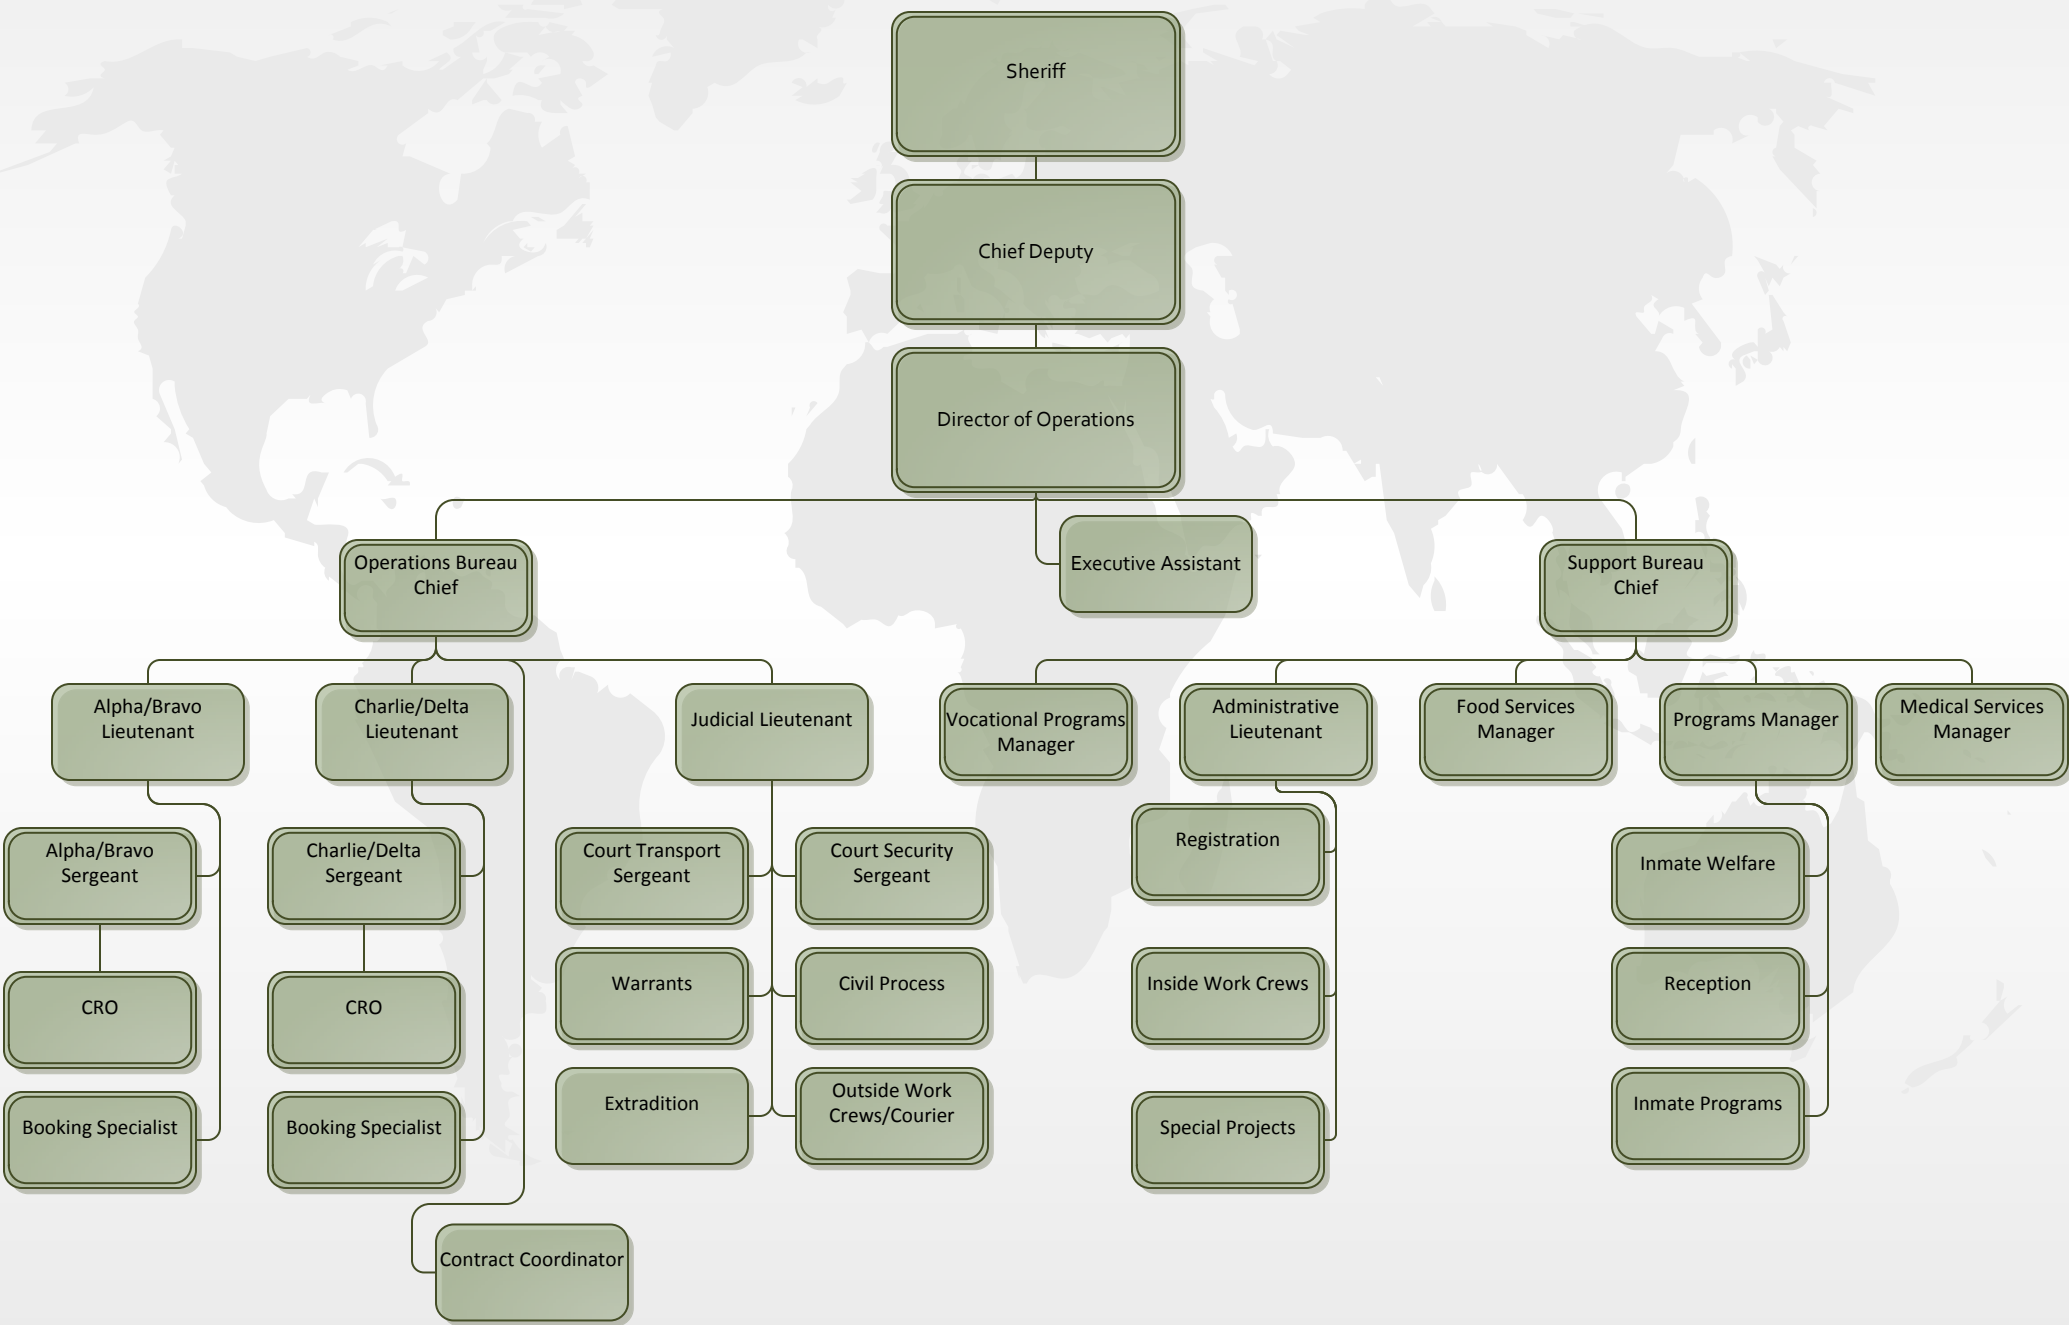 Sheriff
Chief Deputy
Director of Operations
Operations Bureau
Chief
Executive Assistant
Support Bureau
Chief
Alpha/Bravo
Lieutenant
Charlie/Delta
Lieutenant
Judicial Lieutenant
Vocational Programs
Manager
Administrative
Lieutenant
Food Services
Manager
Programs Manager
Medical Services
Manager
Alpha/Bravo
Sergeant
Charlie/Delta
Sergeant
Court Transport
Sergeant
Court Security
Sergeant
Registration
Inmate Welfare
CRO
CRO
Warrants
Civil Process
Inside Work Crews
Reception
Booking Specialist
Booking Specialist
Extradition
Outside Work
Crews/Courier
Special Projects
Inmate Programs
Contract Coordinator